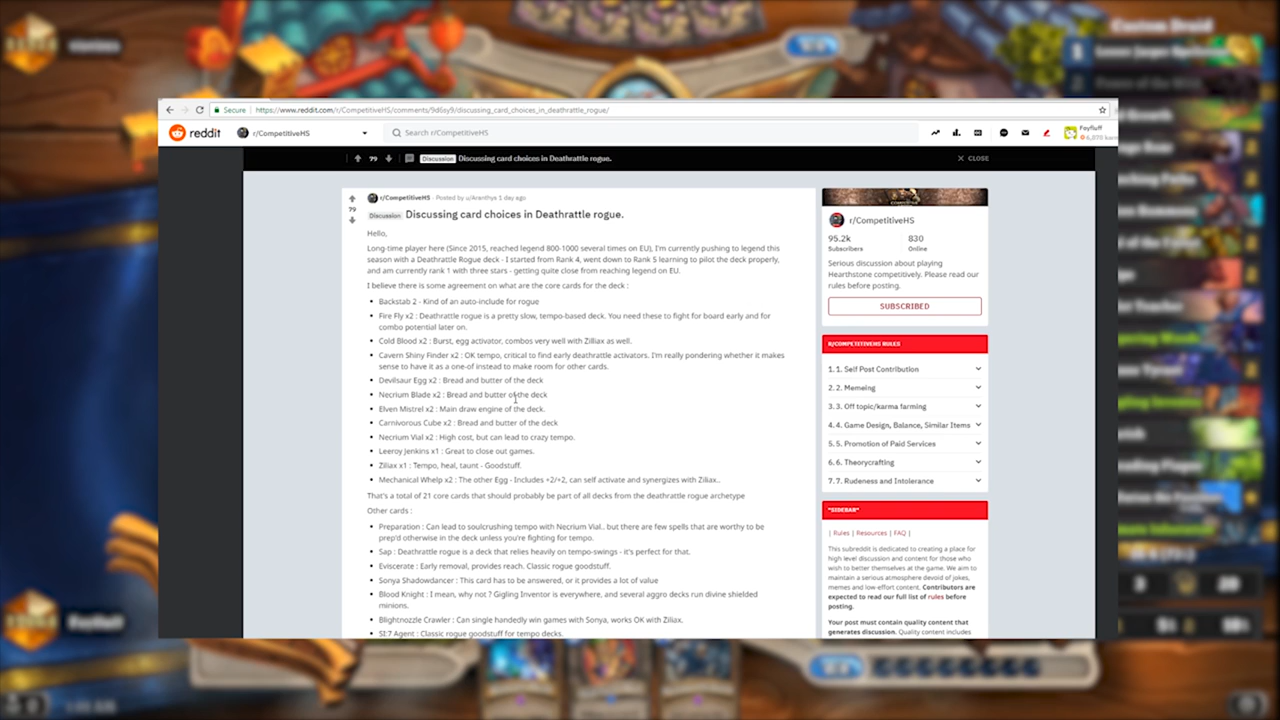 Secure | https://www.reddit.com/r/CompetitiveHS/comments/9d6sy9/discussing_card_choices_in_deathrattle_rogue/
reddit r/CompetitiveHS Search r/CompetitiveHS Foyfluff
79 Discussion Discussing card choices in Deathrattle rogue. X CLOSE
r/CompetitiveHS · Posted by u/Aranthys 1 day ago
79
Discussion Discussing card choices in Deathrattle rogue.
Hello,
Long-time player here (Since 2015, reached legend 800-1000 several times on EU), I'm currently pushing to legend this
season with a Deathrattle Rogue deck - I started from Rank 4, went down to Rank 5 learning to pilot the deck properly,
and am currently rank 1 with three stars - getting quite close from reaching legend on EU.
I believe there is some agreement on what are the core cards for the deck :
• Backstab 2 - Kind of an auto-include for rogue
• Fire Fly x2 : Deathrattle rogue is a pretty slow, tempo-based deck. You need these to fight for board early and for
combo potential later on.
• Cold Blood x2 : Burst, egg activator, combos very well with Zilliax as well.
• Cavern Shiny Finder x2 : OK tempo, critical to find early deathrattle activators. I'm really pondering whether it makes
sense to have it as a one-of instead to make room for other cards.
• Devilsaur Egg x2 : Bread and butter of the deck
• Necrium Blade x2 : Bread and butter of the deck
• Elven Mistrel x2 : Main draw engine of the deck.
• Carnivorous Cube x2 : Bread and butter of the deck
• Necrium Vial x2 : High cost, but can lead to crazy tempo.
• Leeroy Jenkins x1 : Great to close out games.
• Ziliax x1 : Tempo, heal, taunt - Goodstuff.
• Mechanical Whelp x2 : The other Egg - Includes +2/+2, can self activate and synergizes with Ziliax..
That's a total of 21 core cards that should probably be part of all decks from the deathrattle rogue archetype
Other cards :
• Preparation : Can lead to soulcrushing tempo with Necrium Vial.. but there are few spells that are worthy to be
prep'd otherwise in the deck unless you're fighting for tempo.
• Sap : Deathrattle rogue is a deck that relies heavily on tempo-swings - it's perfect for that.
• Eviscerate : Early removal, provides reach. Classic rogue goodstuff.
• Sonya Shadowdancer : This card has to be answered, or it provides a lot of value
• Blood Knight : I mean, why not ? Gigling Inventor is everywhere, and several aggro decks run divine shielded
minions.
• Blightnozzle Crawler : Can single handedly win games with Sonya, works OK with Zillax.
• SI:7 Agent : Classic rogue goodstuff for tempo decks.
r/CompetitiveHS
95.2k 830
Subscribers Online
Serious discussion about playing
Hearthstone competitively. Please read our
rules before posting.
SUBSCRIBED
R/COMPETITIVEHS RULES
1. 1. Self Post Contribution
2. 2. Memeing
3. 3. Off topic/karma farming
4. 4. Game Design, Balance, Similar Items
5. 5. Promotion of Paid Services
6. 6. Theorycrafting
7. 7. Rudeness and Intolerance
"SIDEBAR"
| Rules | Resources | FAQ |
This subreddit is dedicated to creating a place for
high level discussion and content for those who
wish to better themselves at the game. We aim to
maintain a serious atmosphere devoid of jokes,
memes and low-effort content. Contributors are
expected to read our full list of rules before
posting.
Your post must contain quality content that
generates discussion. Quality content includes